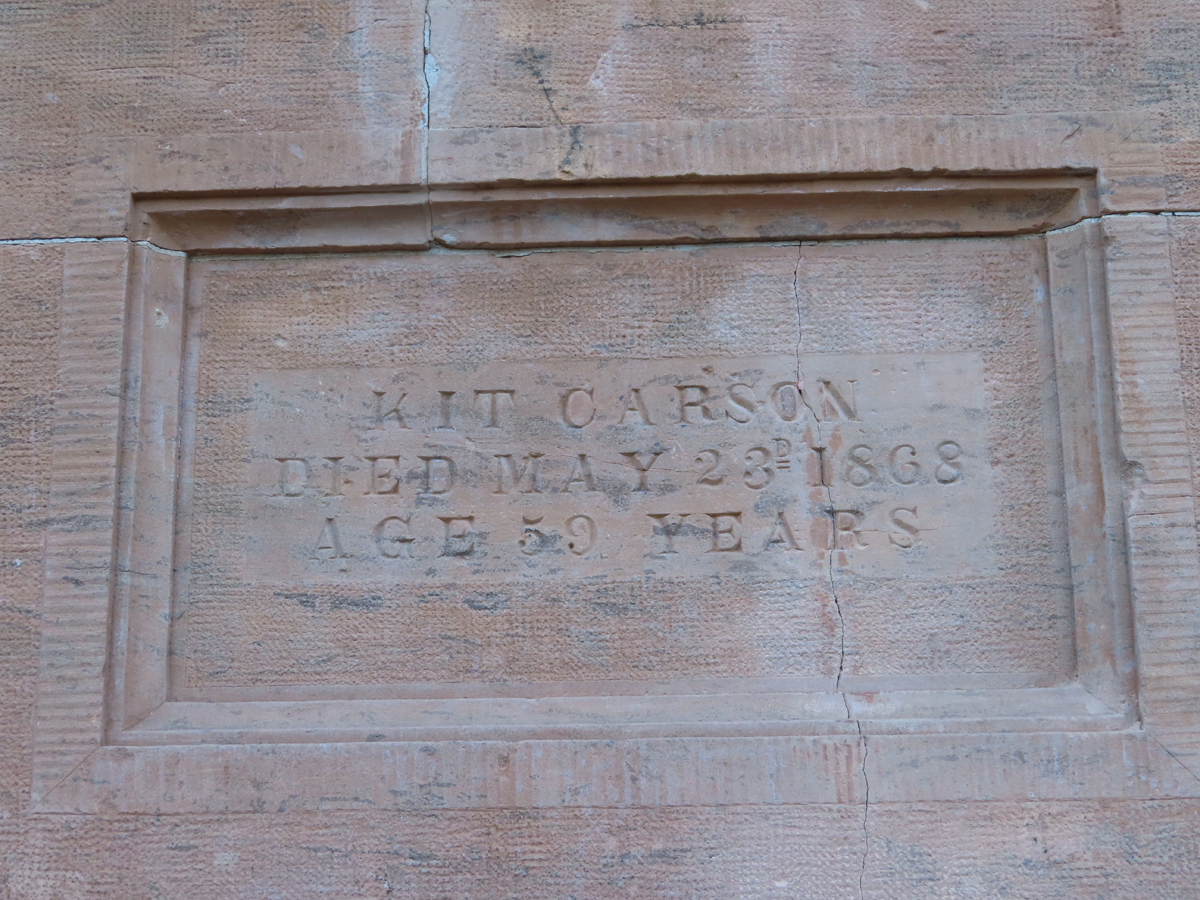 KIT CARSON
DIED MAY 23ᴰ 1868
AGE 59 YEARS